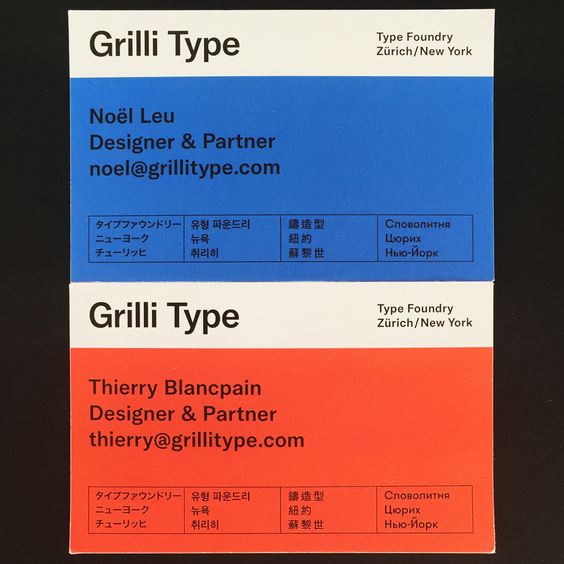 Grilli Type
Type Foundry
Zürich/New York
Noël Leu
Designer & Partner
noel@grillitype.com
タイプファウンドリー
ニューヨーク
チューリッヒ
유형 파운드리
뉴욕
취리히
鑄造型
紐約
蘇黎世
Словолитня
Цюрих
Нью-Йорк
Grilli Type
Type Foundry
Zürich/New York
Thierry Blancpain
Designer & Partner
thierry@grillitype.com
タイプファウンドリー
ニューヨーク
チューリッヒ
유형 파운드리
뉴욕
취리히
鑄造型
紐約
蘇黎世
Словолитня
Цюрих
Нью-Йорк